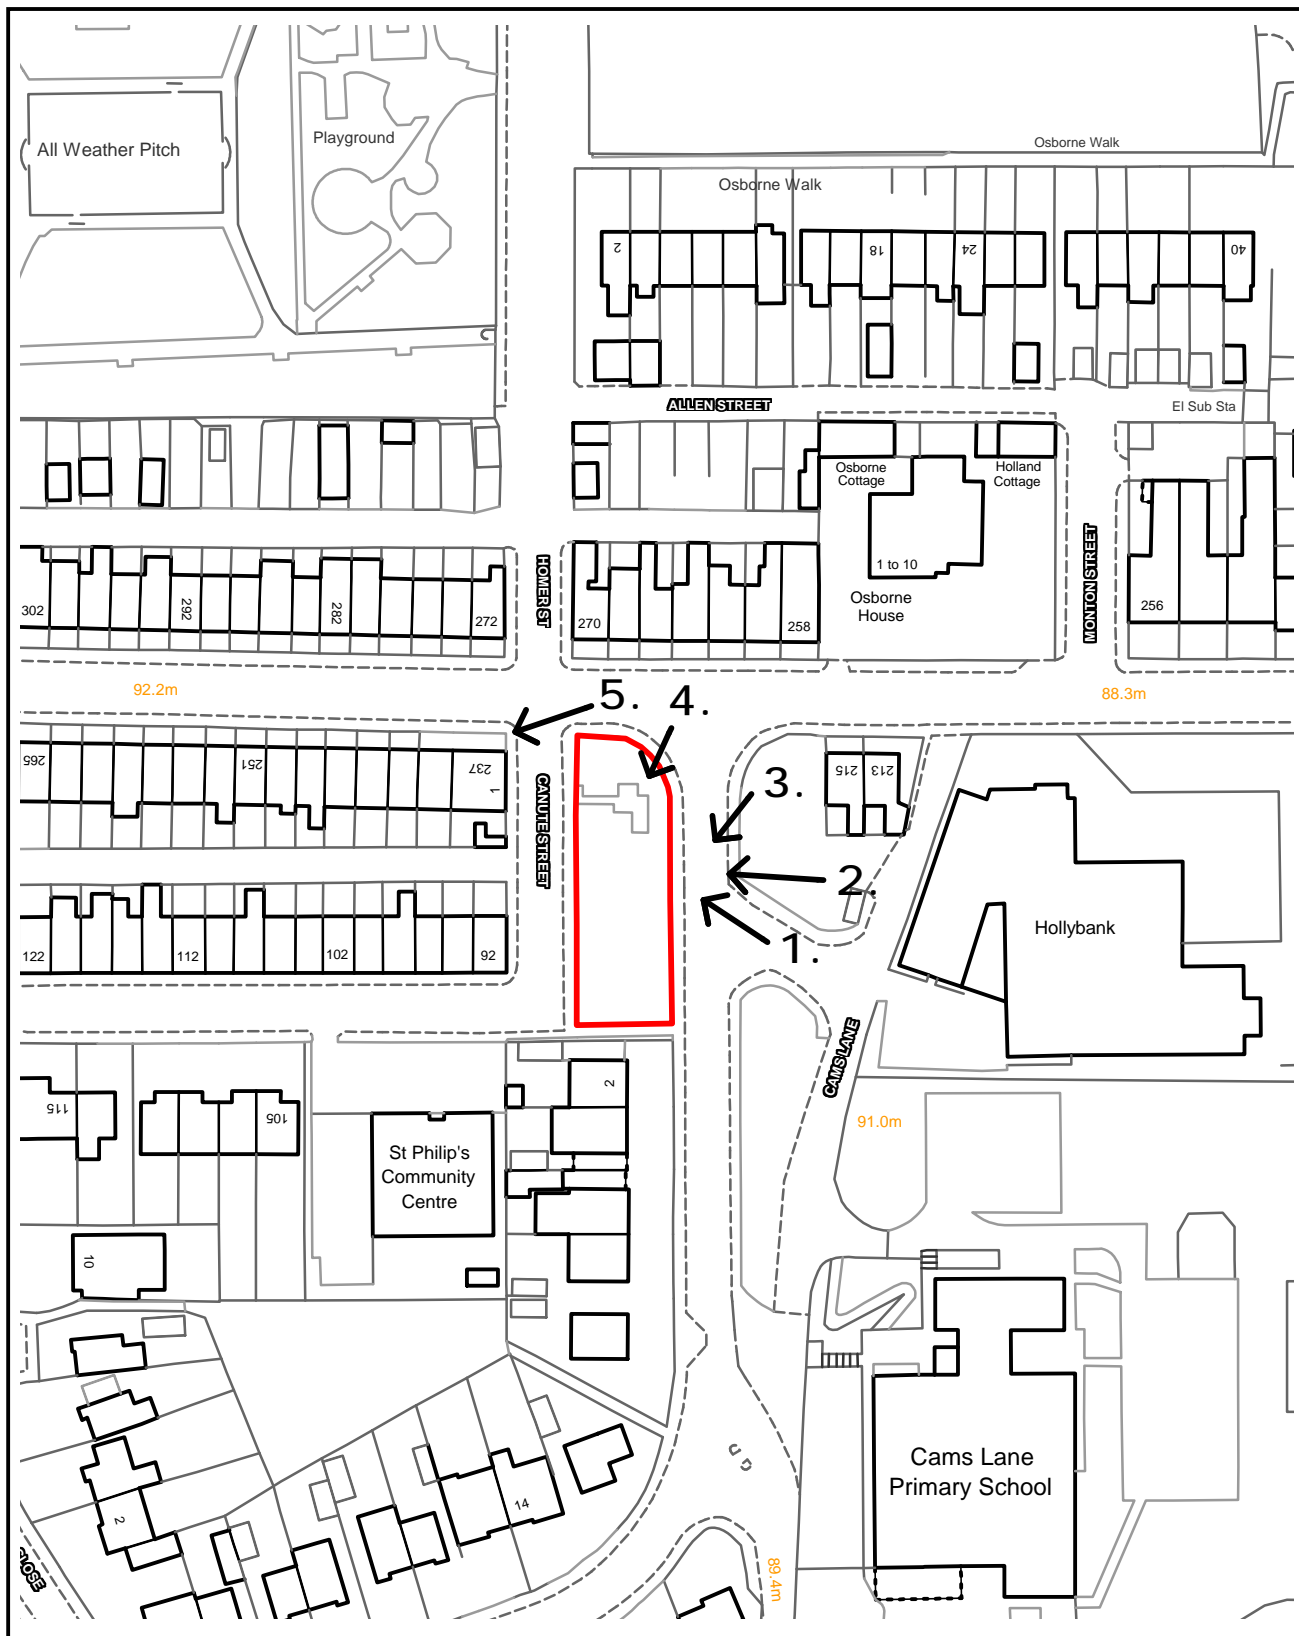 Osborne Walk
All Weather Pitch
Playground
Osborne Walk
2
18
24
40
ALLEN STREET
El Sub Sta
Osborne
Cottage
Holland
Cottage
HOMER ST
MONTON STREET
1 to 10
Osborne
House
302
292
282
272
270
258
256
92.2m
88.3m
5.
4.
265
251
237
1
CANUTE STREET
215
213
3.
2.
1.
Hollybank
122
112
102
92
CAMS LANE
115
105
2
91.0m
St Philip's
Community
Centre
10
Cams Lane
Primary School
14
2
CLOSE
89.4m